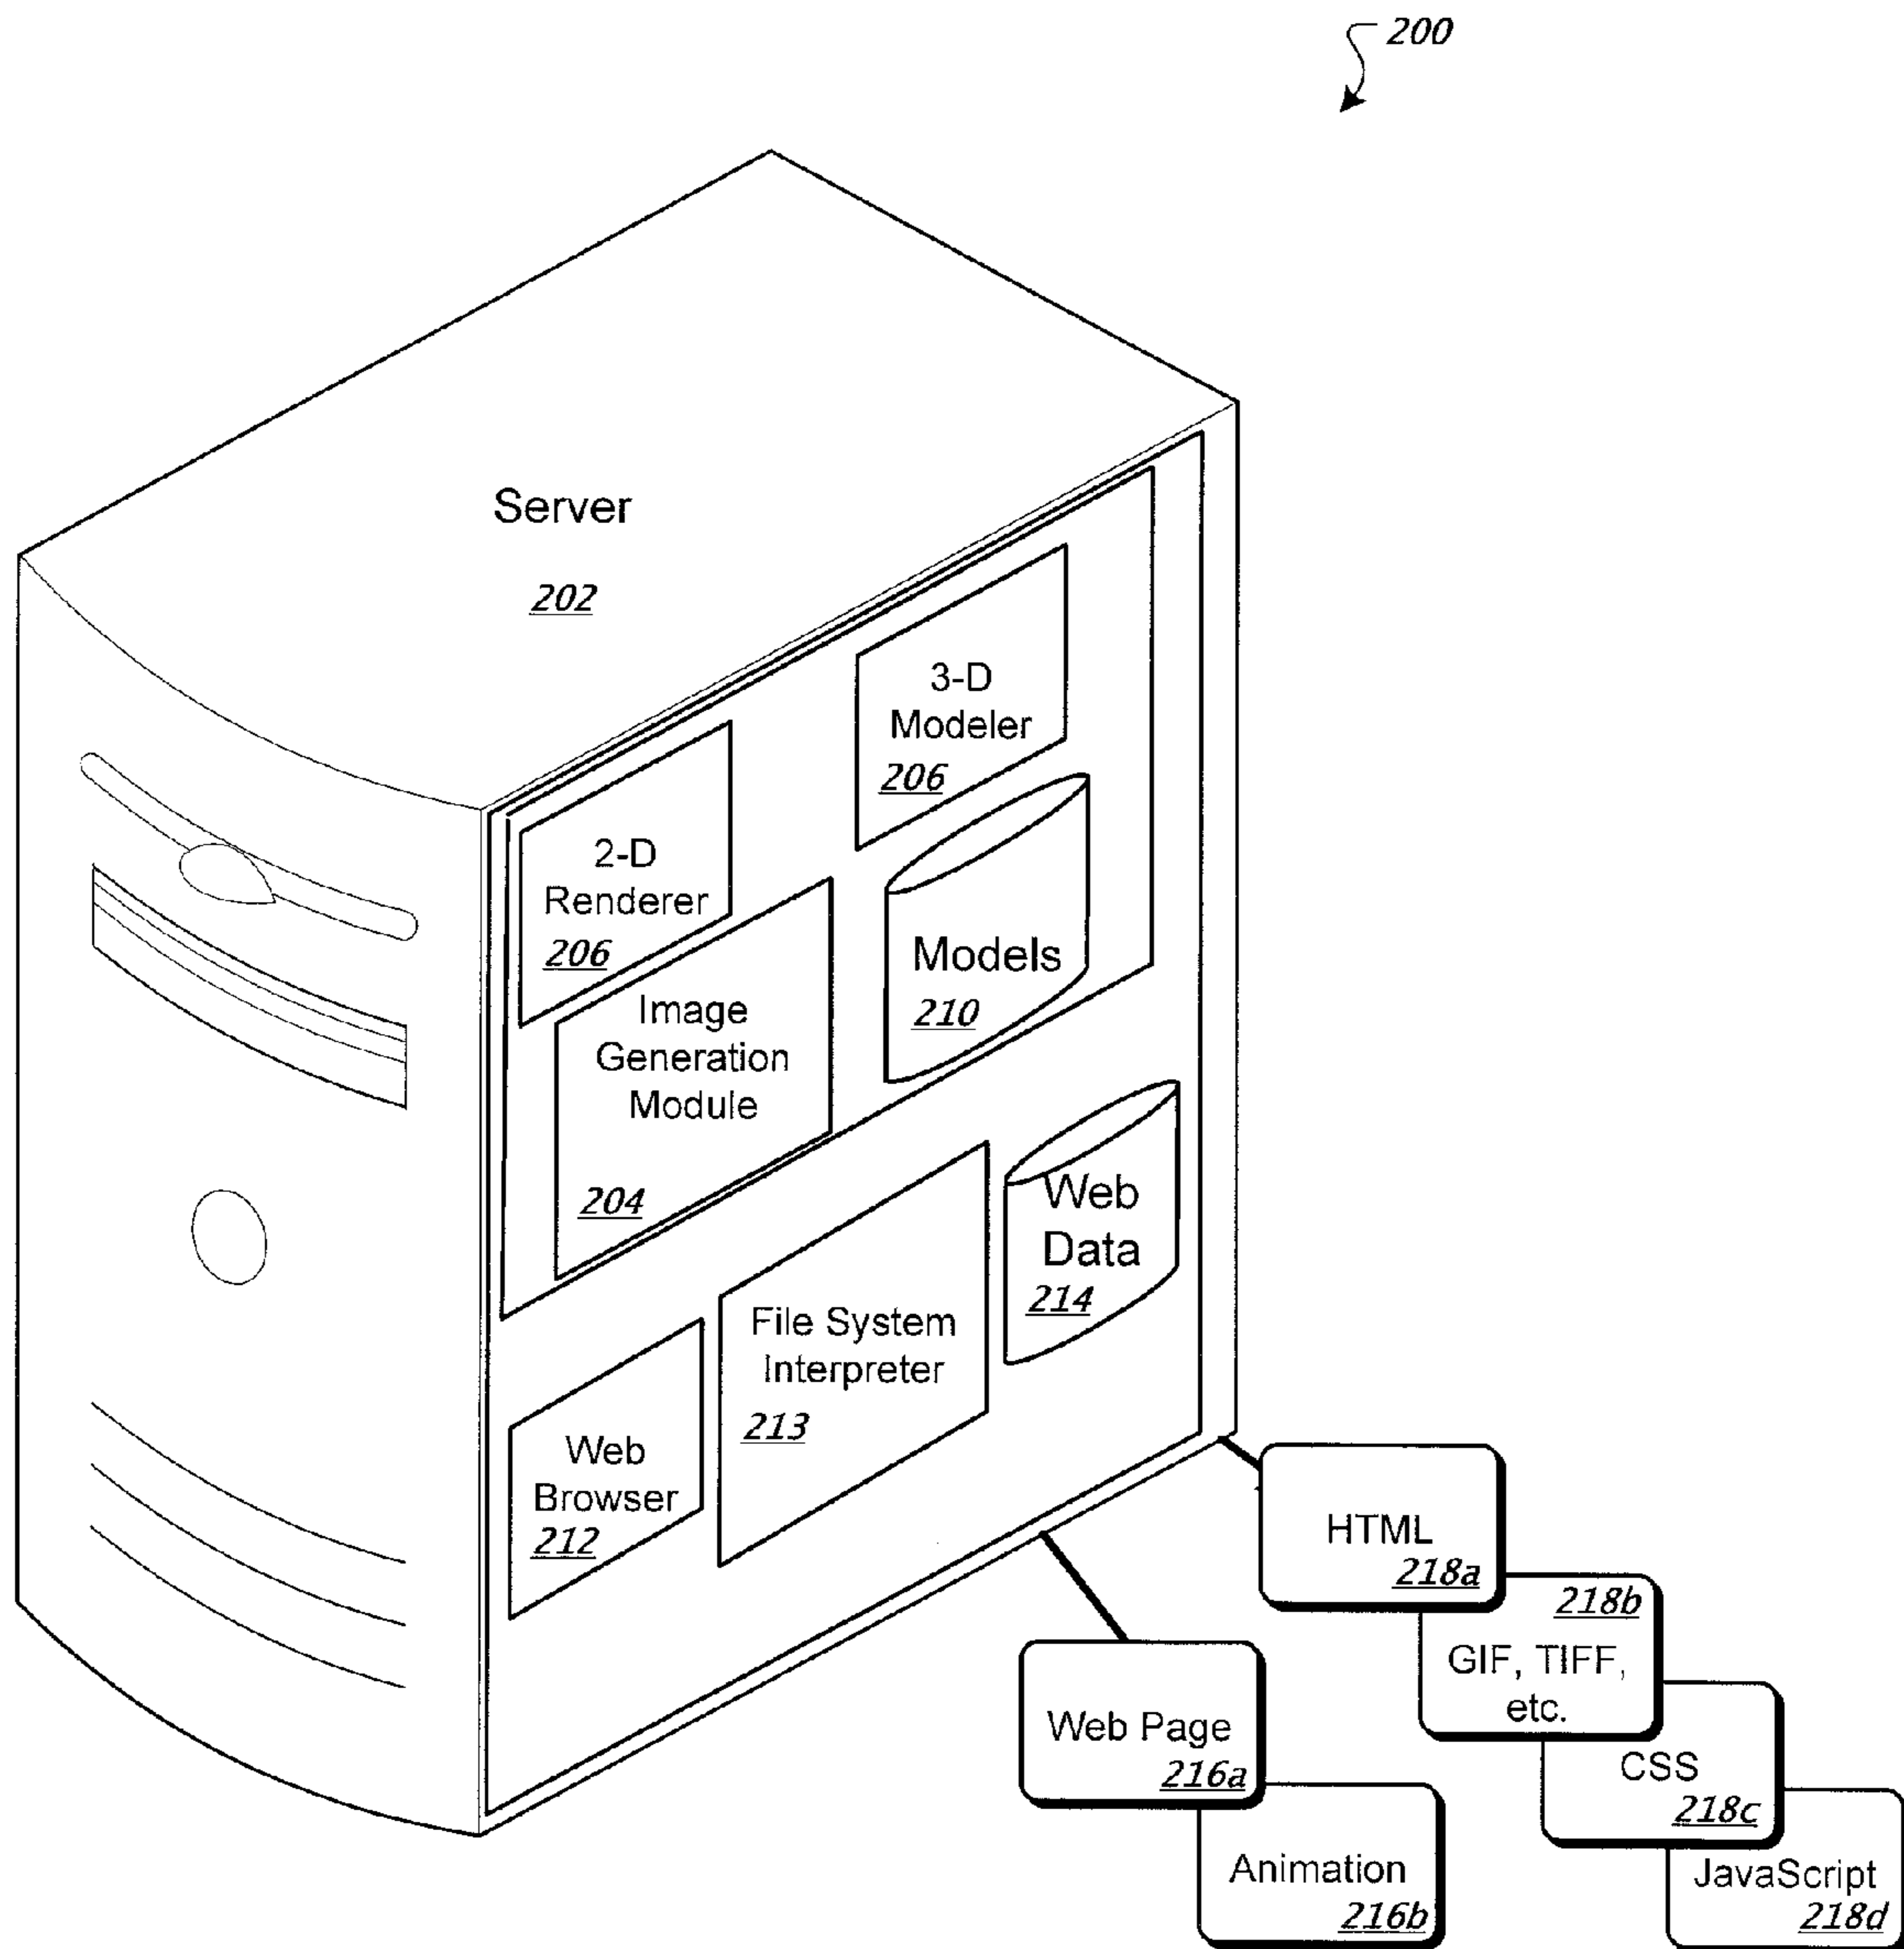 200
Server
202
3-D
Modeler
206
2-D
Renderer
206
Models
210
Image
Generation
Module
204
Web
Data
214
File System
Interpreter
213
Web
Browser
212
HTML
218a
218b
GIF, TIFF,
etc.
Web Page
216a
CSS
218c
Animation
216b
JavaScript
218d